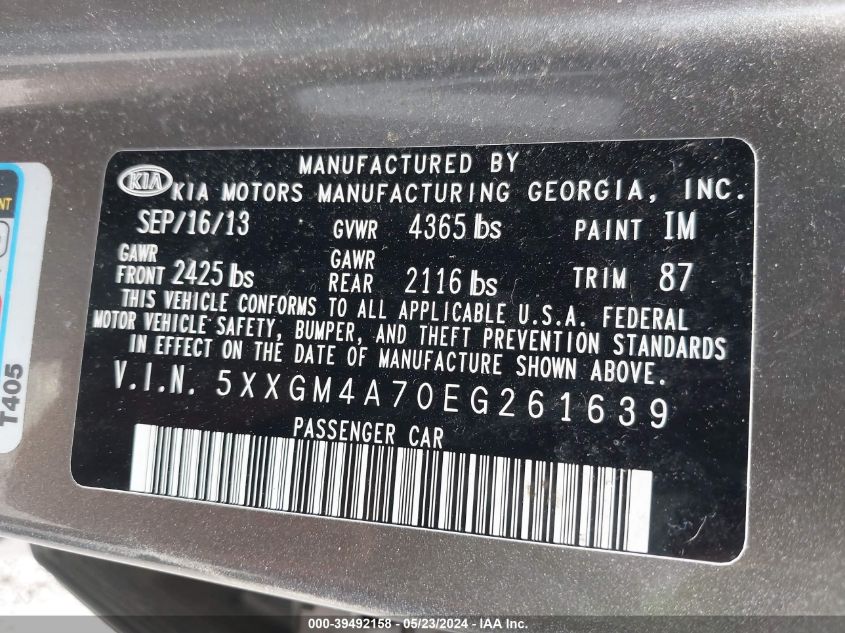 MANUFACTURED BY
KIA KIA MOTORS MANUFACTURING GEORGIA, INC.
SEP/16/13 GVWR 4365 lbs PAINT IM
GAWR FRONT 2425 lbs GAWR REAR 2116 lbs TRIM 87
THIS VEHICLE CONFORMS TO ALL APPLICABLE U.S.A. FEDERAL
MOTOR VEHICLE SAFETY, BUMPER, AND THEFT PREVENTION STANDARDS
IN EFFECT ON THE DATE OF MANUFACTURE SHOWN ABOVE.
V.I.N. 5XXGM4A70EG261639
PASSENGER CAR
T405
000-39492158 - 05/23/2024 - IAAI Inc.